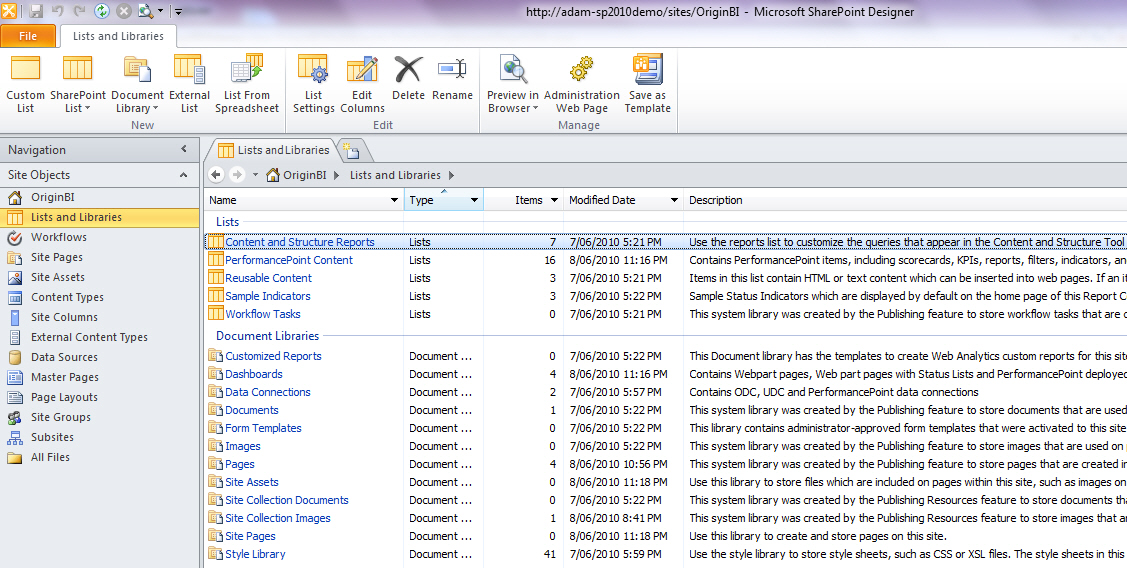 http://adam-sp2010demo/sites/OriginBI - Microsoft SharePoint Designer
File Lists and Libraries
Custom List SharePoint List Document Library External List List From Spreadsheet List Settings Edit Columns Delete Rename Preview in Browser Administration Web Page Save as Template
New Edit Manage
Navigation
Site Objects
OriginBI
Lists and Libraries
Workflows
Site Pages
Site Assets
Content Types
Site Columns
External Content Types
Data Sources
Master Pages
Page Layouts
Site Groups
Subsites
All Files
Lists and Libraries
OriginBI Lists and Libraries
Name Type Items Modified Date Description
Lists
Content and Structure Reports Lists 7 7/06/2010 5:21 PM Use the reports list to customize the queries that appear in the Content and Structure Tool
PerformancePoint Content Lists 16 8/06/2010 11:16 PM Contains PerformancePoint items, including scorecards, KPIs, reports, filters, indicators, an
Reusable Content Lists 3 7/06/2010 5:21 PM Items in this list contain HTML or text content which can be inserted into web pages. If an it
Sample Indicators Lists 3 7/06/2010 5:22 PM Sample Status Indicators which are displayed by default on the home page of this Report C
Workflow Tasks Lists 0 7/06/2010 5:21 PM This system library was created by the Publishing feature to store workflow tasks that are c
Document Libraries
Customized Reports Document ... 0 7/06/2010 5:22 PM This Document library has the templates to create Web Analytics custom reports for this sit
Dashboards Document ... 4 8/06/2010 11:16 PM Contains Webpart pages, Web part pages with Status Lists and PerformancePoint deployed
Data Connections Document ... 2 7/06/2010 5:57 PM Contains ODC, UDC and PerformancePoint data connections
Documents Document ... 1 7/06/2010 5:22 PM This system library was created by the Publishing feature to store documents that are used
Form Templates Document ... 0 7/06/2010 5:22 PM This library contains administrator-approved form templates that were activated to this site
Images Document ... 0 7/06/2010 5:22 PM This system library was created by the Publishing feature to store images that are used on p
Pages Document ... 4 8/06/2010 10:56 PM This system library was created by the Publishing feature to store pages that are created in
Site Assets Document ... 0 8/06/2010 11:18 PM Use this library to store files which are included on pages within this site, such as images on
Site Collection Documents Document ... 0 7/06/2010 5:22 PM This system library was created by the Publishing Resources feature to store documents tha
Site Collection Images Document ... 1 8/06/2010 8:41 PM This system library was created by the Publishing Resources feature to store images that ar
Site Pages Document ... 0 8/06/2010 11:18 PM Use this library to create and store pages on this site.
Style Library Document ... 41 7/06/2010 5:59 PM Use the style library to store style sheets, such as CSS or XSL files. The style sheets in this